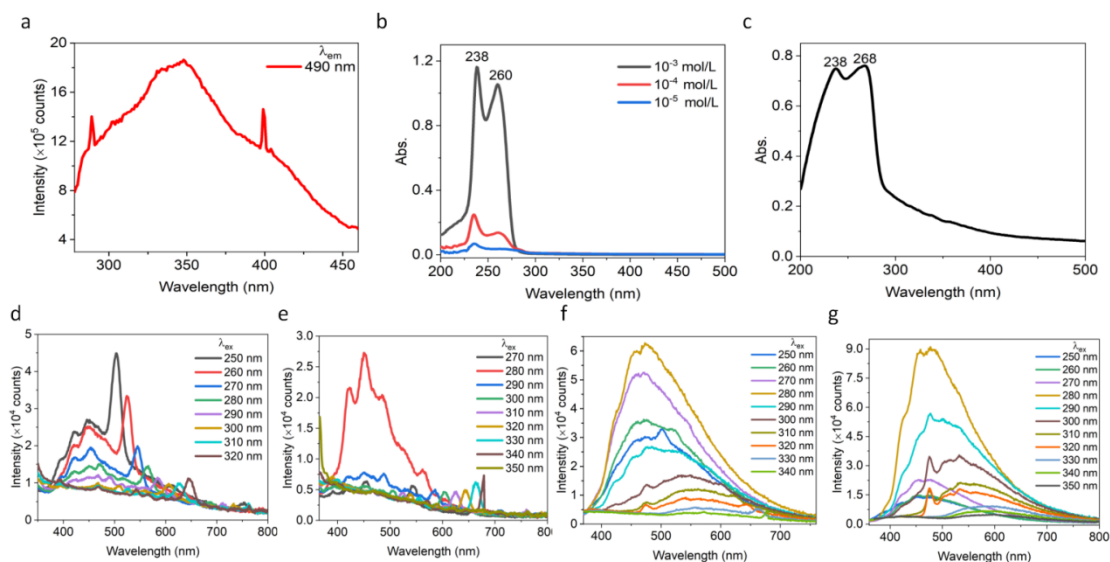 a
20
16
12
8
4
300
350
400
450
Intensity (×10⁵ counts)
Wavelength (nm)
λem
490 nm
b
1.2
0.8
0.4
0.0
200
250
300
350
400
450
500
Abs.
Wavelength (nm)
238
260
10⁻³ mol/L
10⁻⁴ mol/L
10⁻⁵ mol/L
c
0.8
0.6
0.4
0.2
0.0
200
300
400
500
Abs.
Wavelength (nm)
238
268
d
5
4
3
2
1
0
400
500
600
700
800
Intensity (×10⁴ counts)
Wavelength (nm)
λex
250 nm
260 nm
270 nm
280 nm
290 nm
300 nm
310 nm
320 nm
e
3.0
2.5
2.0
1.5
1.0
0.5
0.0
400
500
600
700
800
Intensity (×10⁴ counts)
Wavelength (nm)
λex
270 nm
280 nm
290 nm
300 nm
310 nm
320 nm
330 nm
340 nm
350 nm
f
6
5
4
3
2
1
0
400
500
600
700
800
Intenstity (×10⁴ counts)
Wavelength (nm)
λex
250 nm
260 nm
270 nm
280 nm
290 nm
300 nm
310 nm
320 nm
330 nm
340 nm
g
9.0
7.5
6.0
4.5
3.0
1.5
0.0
400
500
600
700
800
Intensity (×10⁴ counts)
Wavelength (nm)
λex
250 nm
260 nm
270 nm
280 nm
290 nm
300 nm
310 nm
320 nm
330 nm
340 nm
350 nm